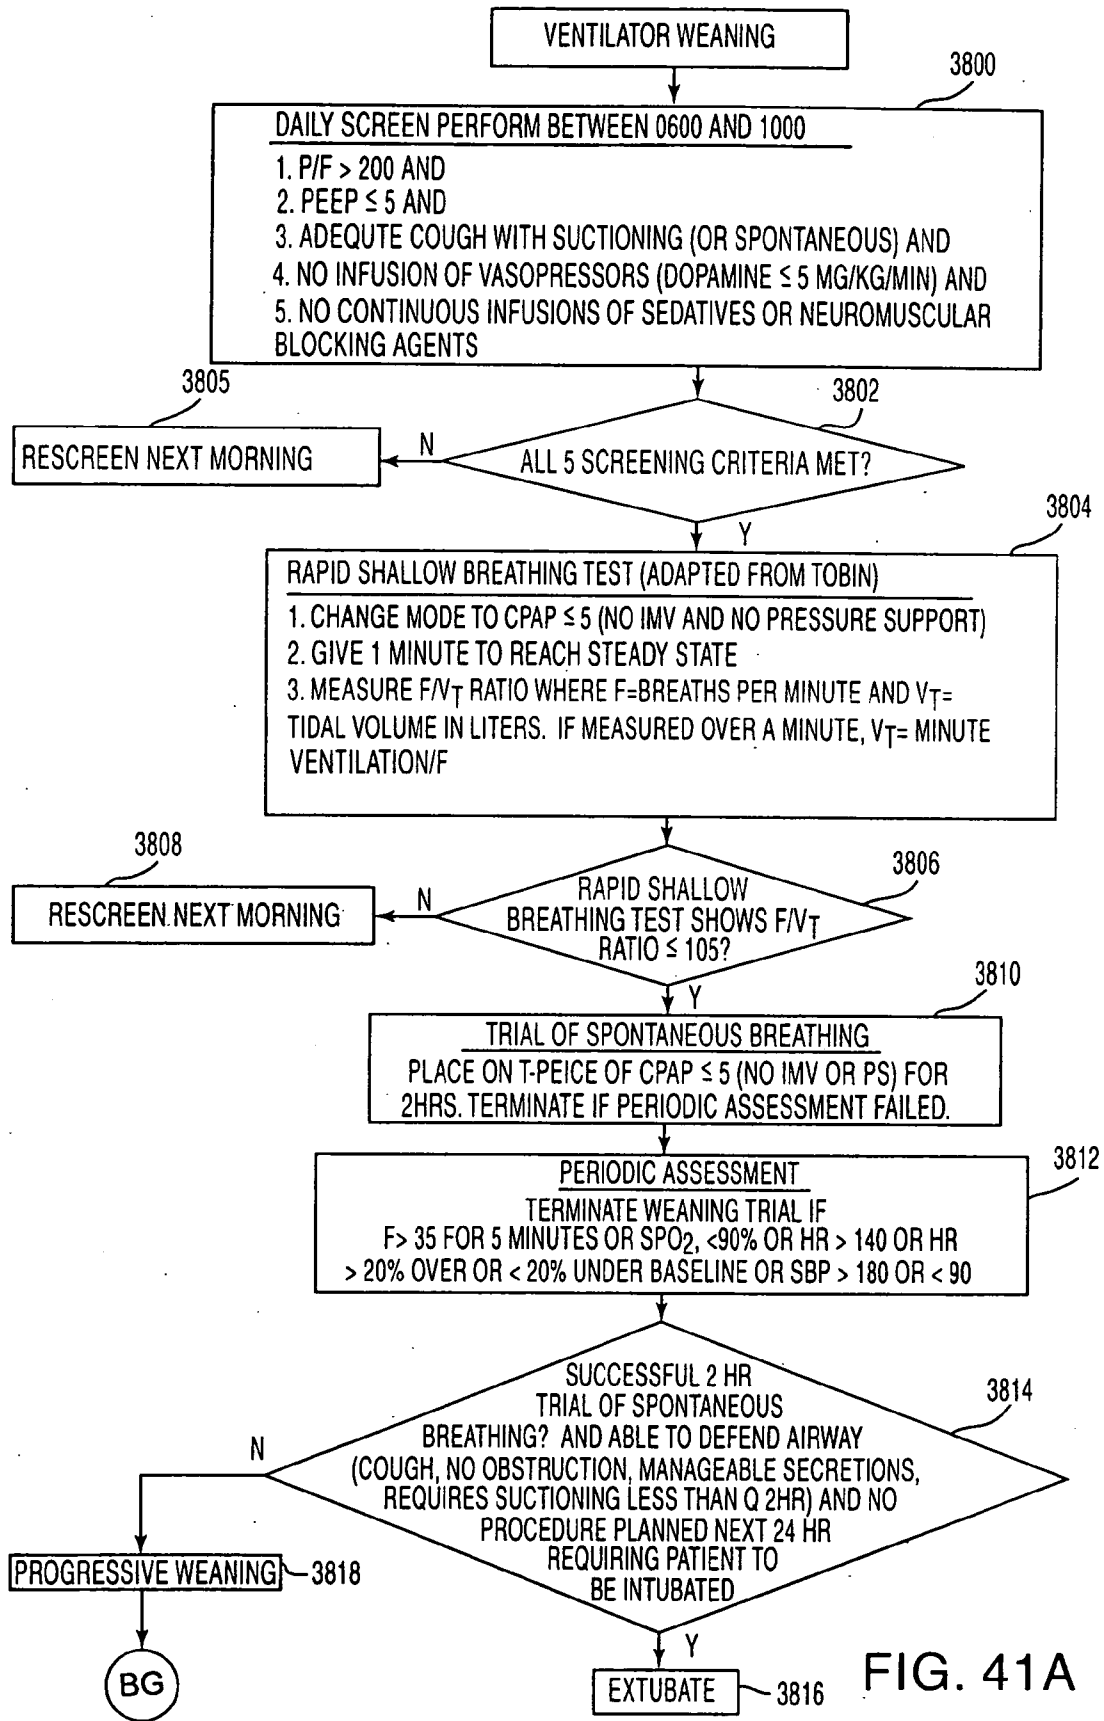 VENTILATOR WEANING
3800
DAILY SCREEN PERFORM BETWEEN 0600 AND 1000
1. P/F > 200 AND
2. PEEP ≤ 5 AND
3. ADEQUTE COUGH WITH SUCTIONING (OR SPONTANEOUS) AND
4. NO INFUSION OF VASOPRESSORS (DOPAMINE ≤ 5 MG/KG/MIN) AND
5. NO CONTINUOUS INFUSIONS OF SEDATIVES OR NEUROMUSCULAR
BLOCKING AGENTS
3805
3802
RESCREEN NEXT MORNING
N
ALL 5 SCREENING CRITERIA MET?
Y
3804
RAPID SHALLOW BREATHING TEST (ADAPTED FROM TOBIN)
1. CHANGE MODE TO CPAP ≤ 5 (NO IMV AND NO PRESSURE SUPPORT)
2. GIVE 1 MINUTE TO REACH STEADY STATE
3. MEASURE F/VT RATIO WHERE F=BREATHS PER MINUTE AND VT=
TIDAL VOLUME IN LITERS. IF MEASURED OVER A MINUTE, VT= MINUTE
VENTILATION/F
3808
3806
RESCREEN NEXT MORNING
N
RAPID SHALLOW
BREATHING TEST SHOWS F/VT
RATIO ≤ 105?
Y
3810
TRIAL OF SPONTANEOUS BREATHING
PLACE ON T-PEICE OF CPAP ≤ 5 (NO IMV OR PS) FOR
2HRS. TERMINATE IF PERIODIC ASSESSMENT FAILED.
3812
PERIODIC ASSESSMENT
TERMINATE WEANING TRIAL IF
F> 35 FOR 5 MINUTES OR SPO2, <90% OR HR > 140 OR HR
> 20% OVER OR < 20% UNDER BASELINE OR SBP > 180 OR < 90
3814
SUCCESSFUL 2 HR
TRIAL OF SPONTANEOUS
BREATHING? AND ABLE TO DEFEND AIRWAY
(COUGH, NO OBSTRUCTION, MANAGEABLE SECRETIONS,
REQUIRES SUCTIONING LESS THAN Q 2HR) AND NO
PROCEDURE PLANNED NEXT 24 HR
REQUIRING PATIENT TO
BE INTUBATED
N
PROGRESSIVE WEANING
3818
BG
Y
EXTUBATE
3816
FIG. 41A